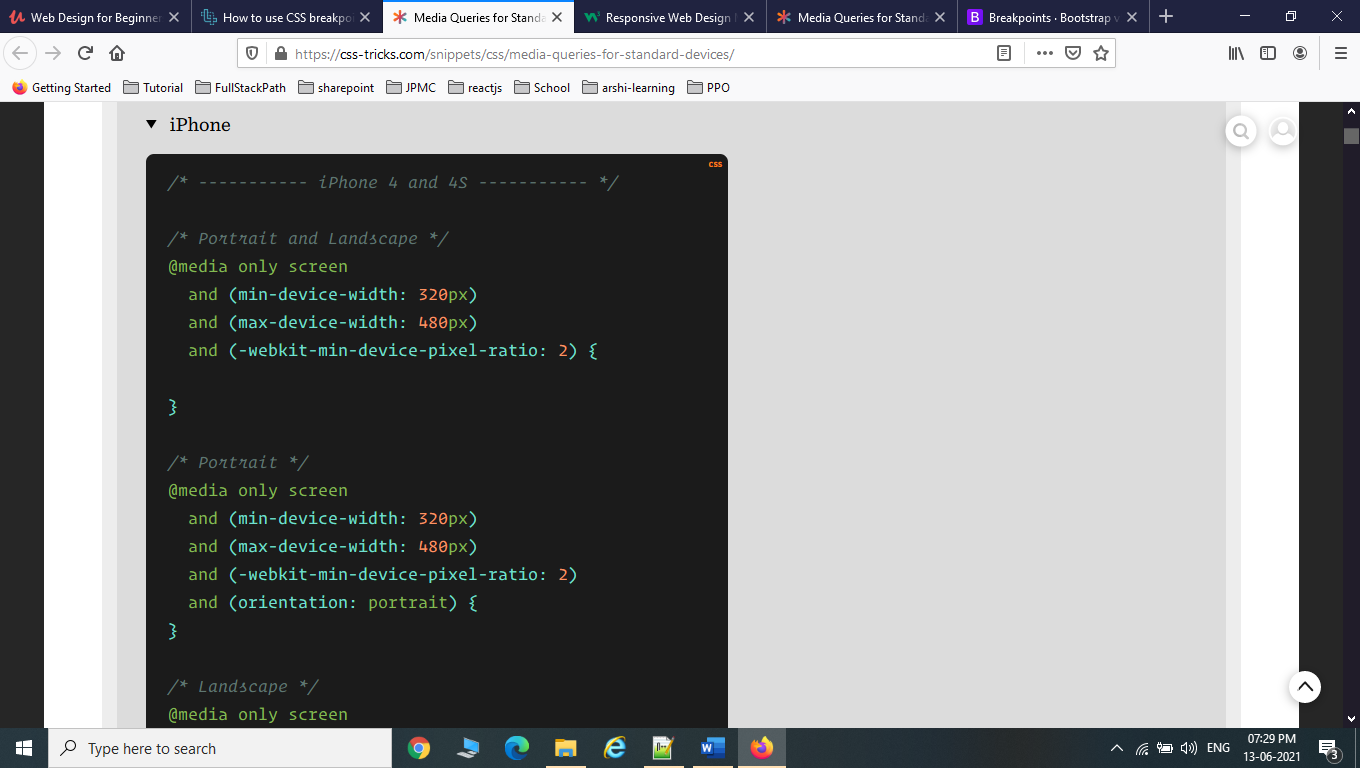 Web Design for Beginner
How to use CSS breakpoi
Media Queries for Standa
Responsive Web Design
Media Queries for Standa
Breakpoints · Bootstrap v
https://css-tricks.com/snippets/css/media-queries-for-standard-devices/
Getting Started
Tutorial
FullStackPath
sharepoint
JPMC
reactjs
School
arshi-learning
PPO
iPhone
css
/* ----------- iPhone 4 and 4S ----------- */
/* Portrait and Landscape */
@media only screen
and (min-device-width: 320px)
and (max-device-width: 480px)
and (-webkit-min-device-pixel-ratio: 2) {
}
/* Portrait */
@media only screen
and (min-device-width: 320px)
and (max-device-width: 480px)
and (-webkit-min-device-pixel-ratio: 2)
and (orientation: portrait) {
}
/* Landscape */
@media only screen
Type here to search
ENG
07:29 PM
13-06-2021
3